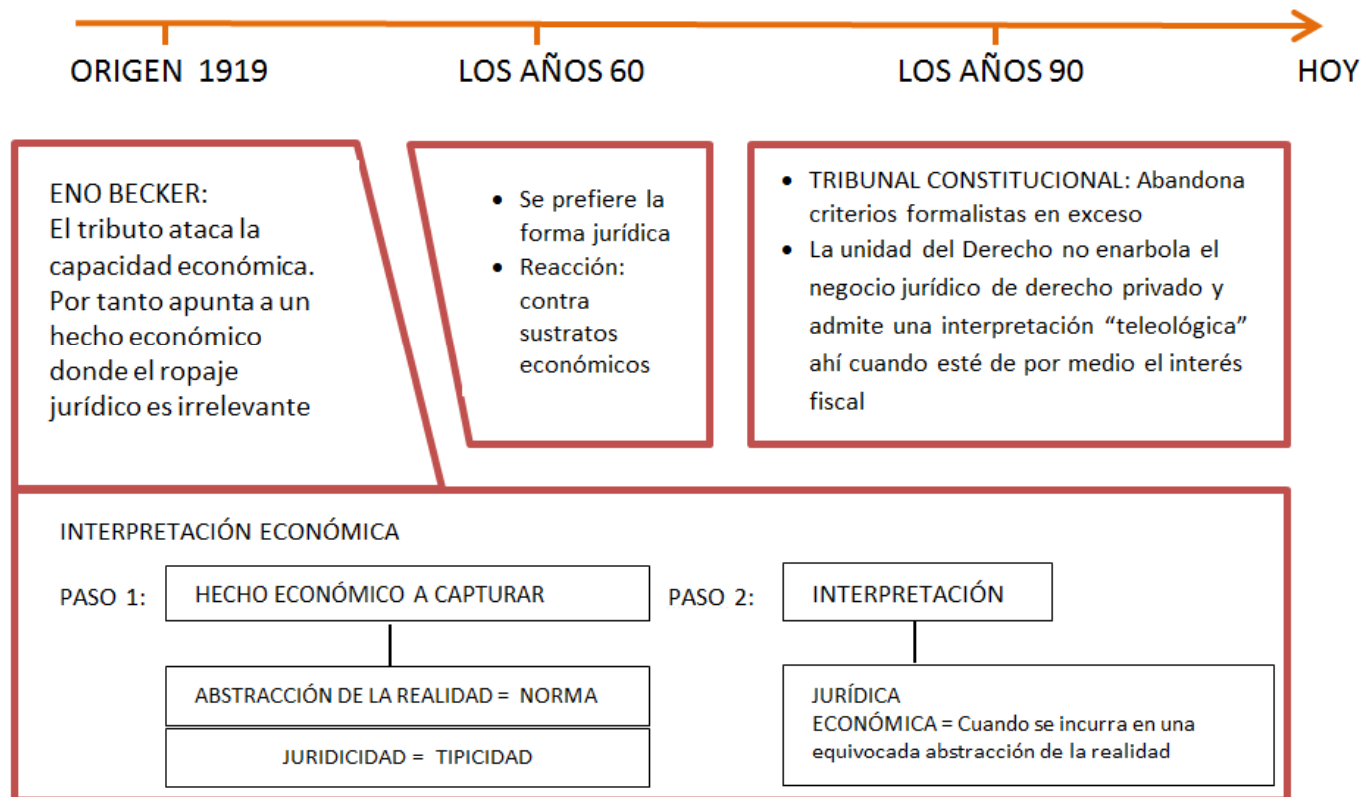 ORIGEN 1919
LOS AÑOS 60
LOS AÑOS 90
HOY
ENO BECKER:
El tributo ataca la
capacidad económica.
Por tanto apunta a un
hecho económico
donde el ropaje
jurídico es irrelevante
• Se prefiere la
forma jurídica
• Reacción:
contra
sustratos
económicos
• TRIBUNAL CONSTITUCIONAL: Abandona
criterios formalistas en exceso
• La unidad del Derecho no enarbola el
negocio jurídico de derecho privado y
admite una interpretación “teleológica”
ahí cuando esté de por medio el interés
fiscal
INTERPRETACIÓN ECONÓMICA
PASO 1:
HECHO ECONÓMICO A CAPTURAR
ABSTRACCIÓN DE LA REALIDAD = NORMA
JURIDICIDAD = TIPICIDAD
PASO 2:
INTERPRETACIÓN
JURÍDICA
ECONÓMICA = Cuando se incurra en una
equivocada abstracción de la realidad